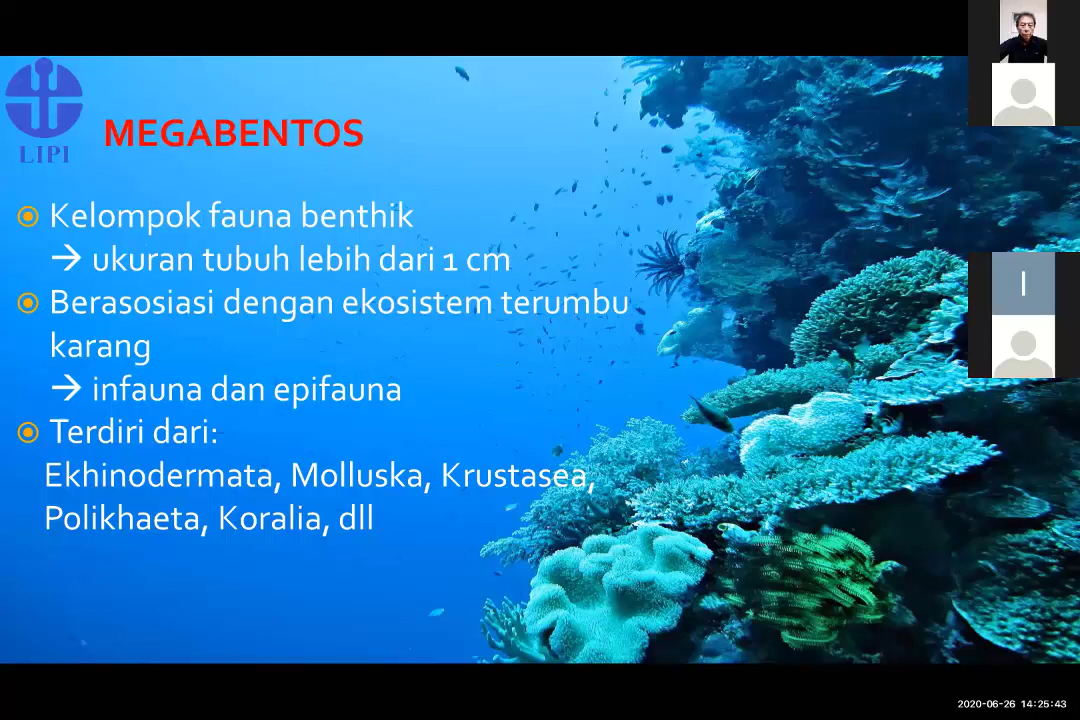 LIPI
MEGABENTOS
Kelompok fauna benthik
→ ukuran tubuh lebih dari 1 cm
Berasosiasi dengan ekosistem terumbu
karang
→ infauna dan epifauna
Terdiri dari:
Ekhinodermata, Molluska, Krustasea,
Polikhaeta, Koralia, dll
I
2020-06-26 14:25:43